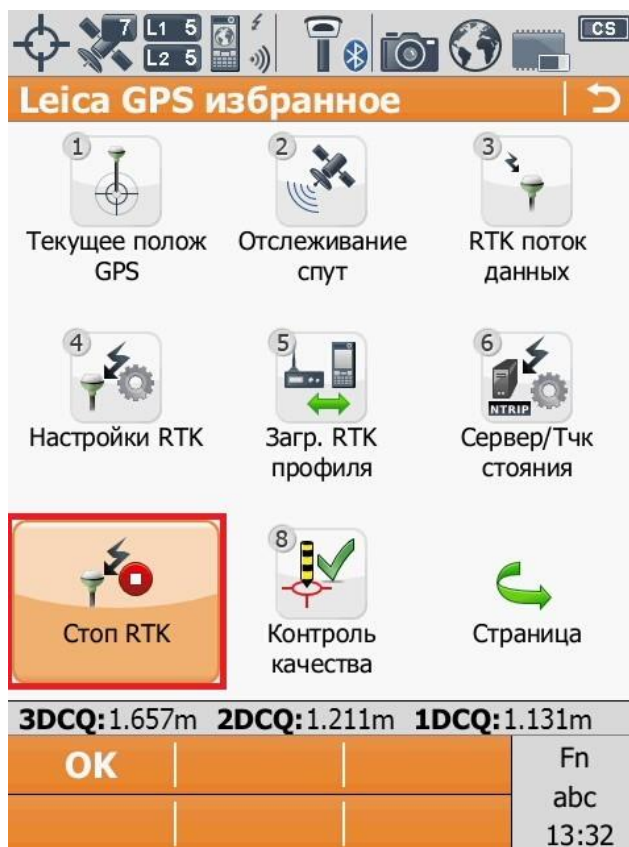 7 L1 5 CS
L2 5
Leica GPS избранное
1 2 3
Текущее полож Отслеживание RTK поток
GPS спут данных
4 5 6
NTRIP
Настройки RTK Загр. RTK Сервер/Тчк
профиля стояния
8
Стоп RTK Контроль Страница
качества
3DCQ:1.657m 2DCQ:1.211m 1DCQ:1.131m
OK Fn
abc
13:32